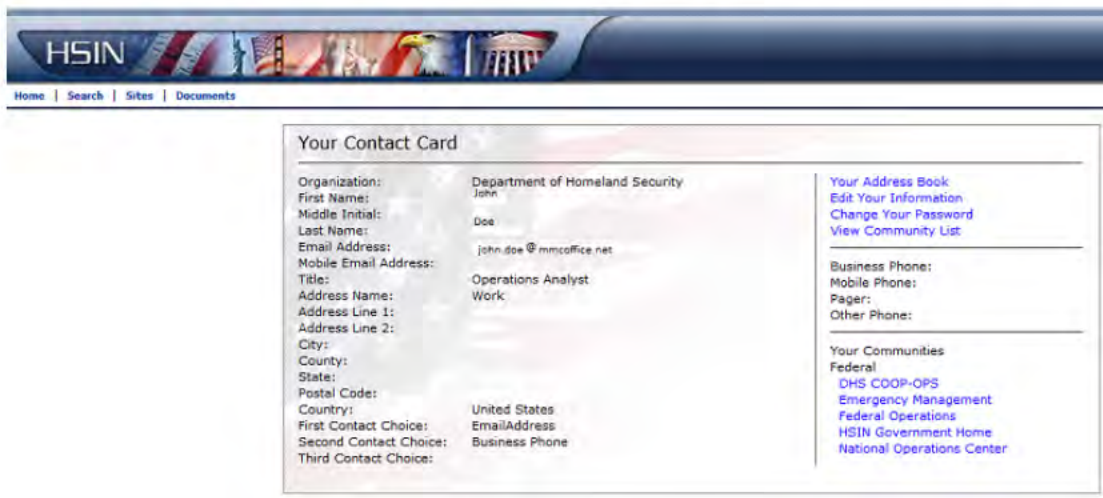 HSIN
Home | Search | Sites | Documents
Your Contact Card
Organization: Department of Homeland Security
First Name: John
Middle Initial:
Last Name: Doe
Email Address: john.doe @ mmcoffice.net
Mobile Email Address:
Title: Operations Analyst
Address Name: Work
Address Line 1:
Address Line 2:
City:
County:
State:
Postal Code:
Country: United States
First Contact Choice: EmailAddress
Second Contact Choice: Business Phone
Third Contact Choice:
Your Address Book
Edit Your Information
Change Your Password
View Community List
Business Phone:
Mobile Phone:
Pager:
Other Phone:
Your Communities
Federal
DHS COOP-OPS
Emergency Management
Federal Operations
HSIN Government Home
National Operations Center